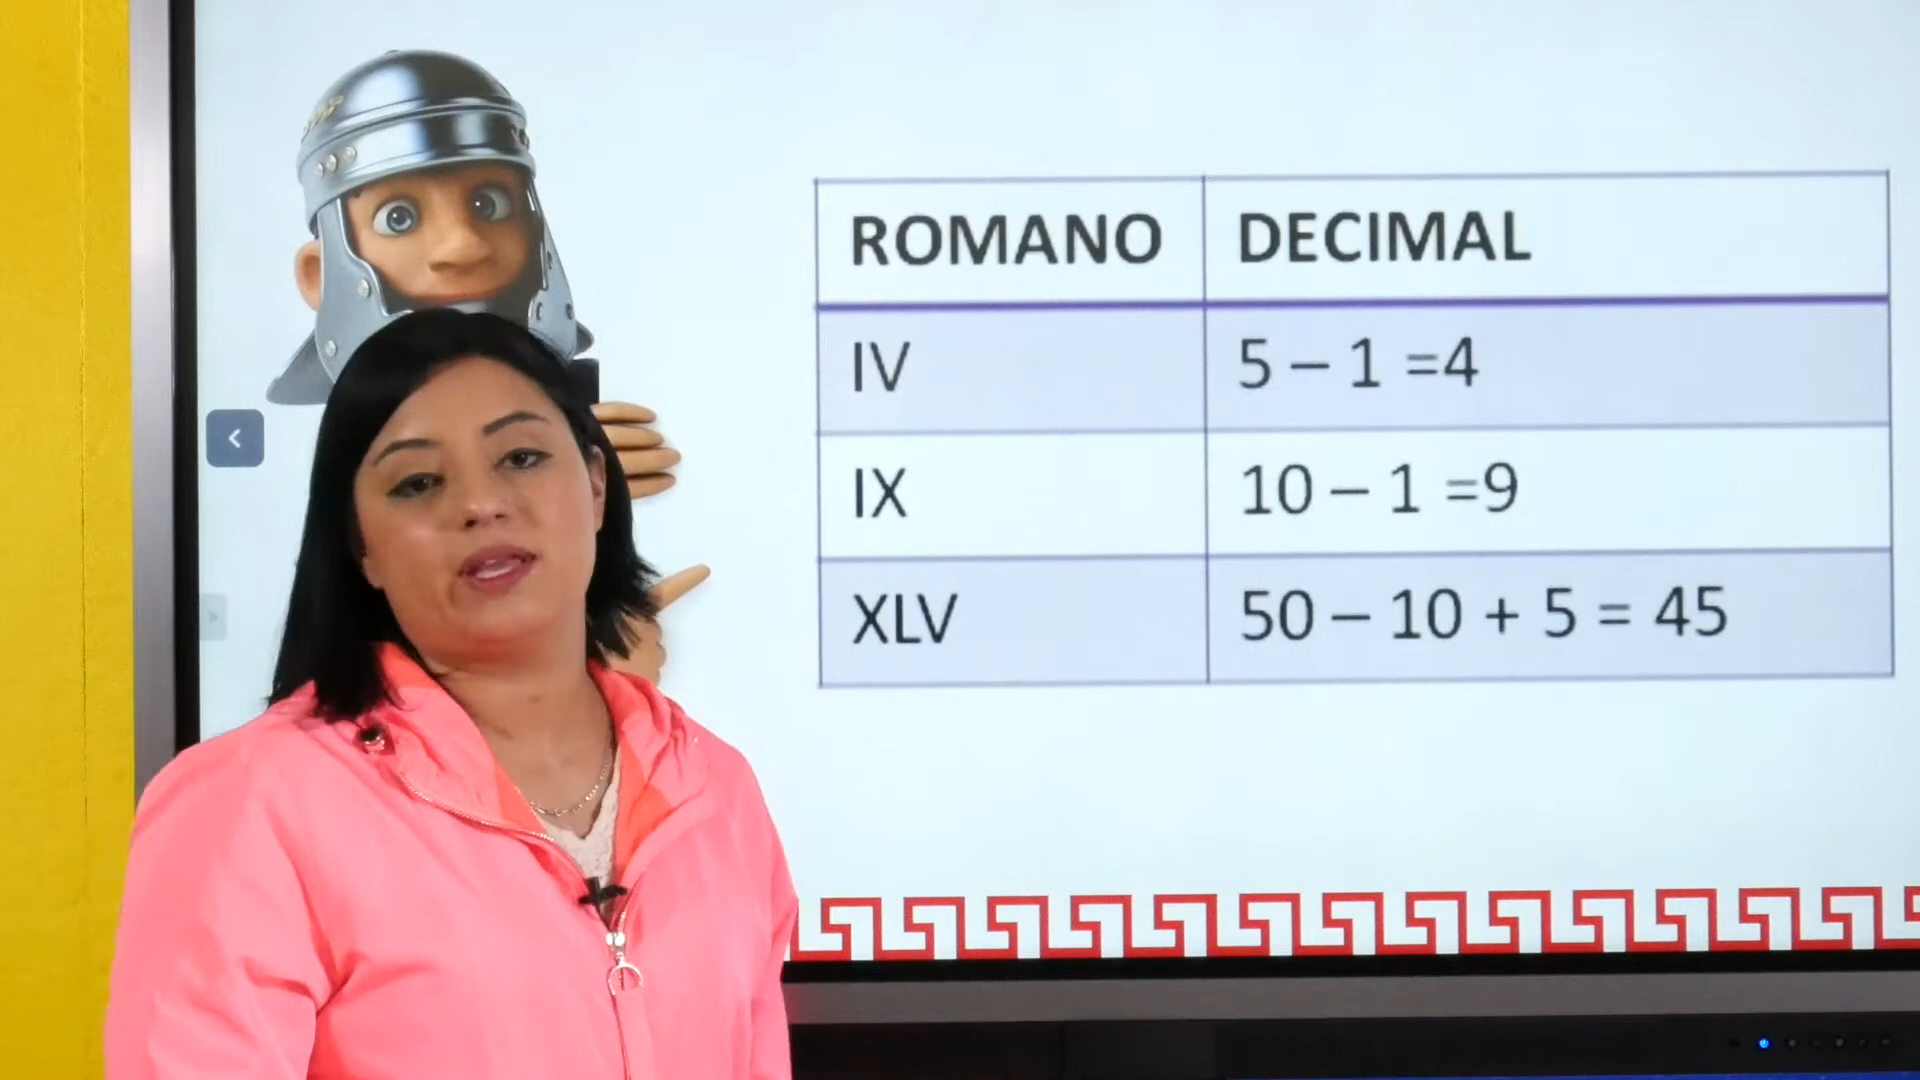 ROMANO DECIMAL
IV 5 – 1 =4
IX 10 – 1 =9
XLV 50 – 10 + 5 = 45